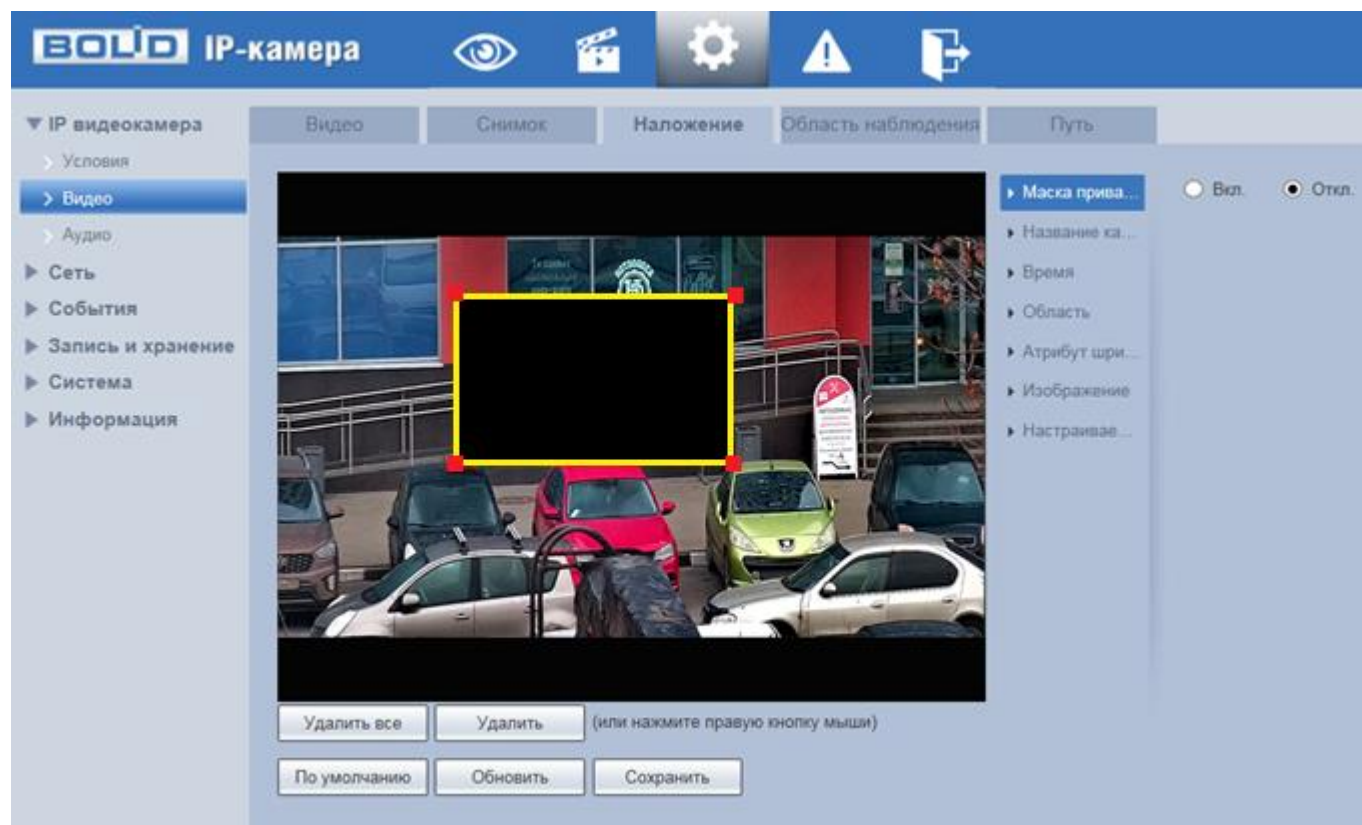 BOLID IP-камера
IP видеокамера
Условия
Видео
Аудио
Сеть
События
Запись и хранение
Система
Информация
Видео
Снимок
Наложение
Область наблюдения
Путь
Маска прива...
Название ка...
Время
Область
Атрибут шри...
Изображение
Настраивае...
Вкл.
Откл.
Удалить все
Удалить
(или нажмите правую кнопку мыши)
По умолчанию
Обновить
Сохранить